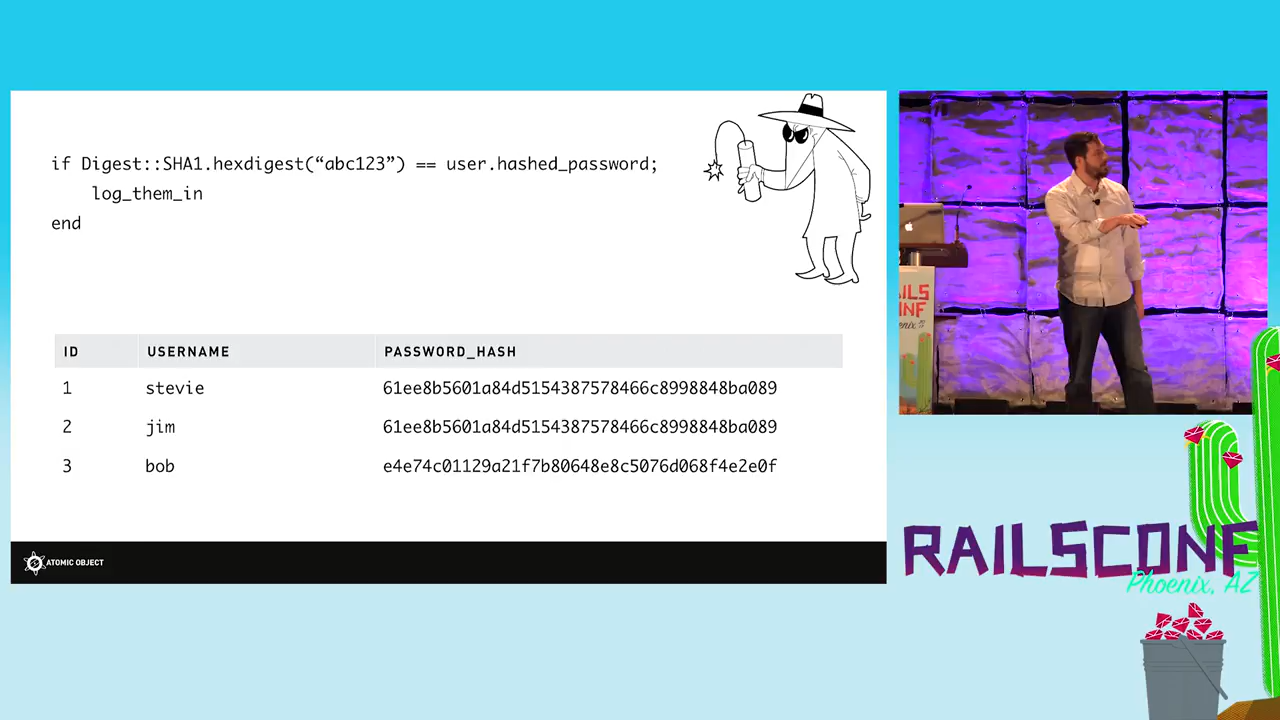 if Digest::SHA1.hexdigest(“abc123”) == user.hashed_password;
log_them_in
end
ID USERNAME PASSWORD_HASH
1 stevie 61ee8b5601a84d5154387578466c8998848ba089
2 jim 61ee8b5601a84d5154387578466c8998848ba089
3 bob e4e74c01129a21f7b80648e8c5076d068f4e2e0f
ATOMIC OBJECT
RAILSCONF
Phoenix, AZ